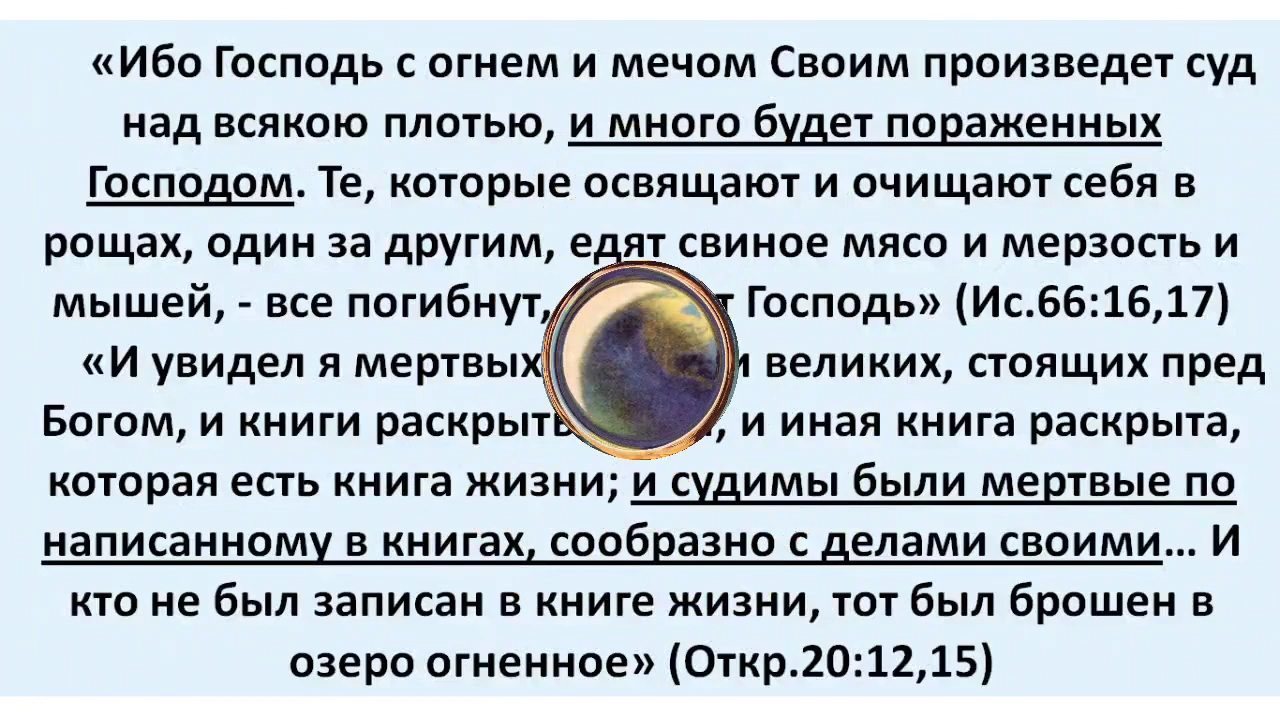 «Ибо Господь с огнем и мечом Своим произведет суд
над всякою плотью, и много будет пораженных
Господом. Те, которые освящают и очищают себя в
рощах, один за другим, едят свиное мясо и мерзость и
мышей, - все погибнут, Господь» (Ис.66:16,17)
«И увидел я мертвых великих, стоящих пред
Богом, и книги и иная книга раскрыта,
которая есть книга жизни; и судимы были мертвые по
написанному в книгах, сообразно с делами своими... И
кто не был записан в книге жизни, тот был брошен в
озеро огненное» (Откр.20:12,15)